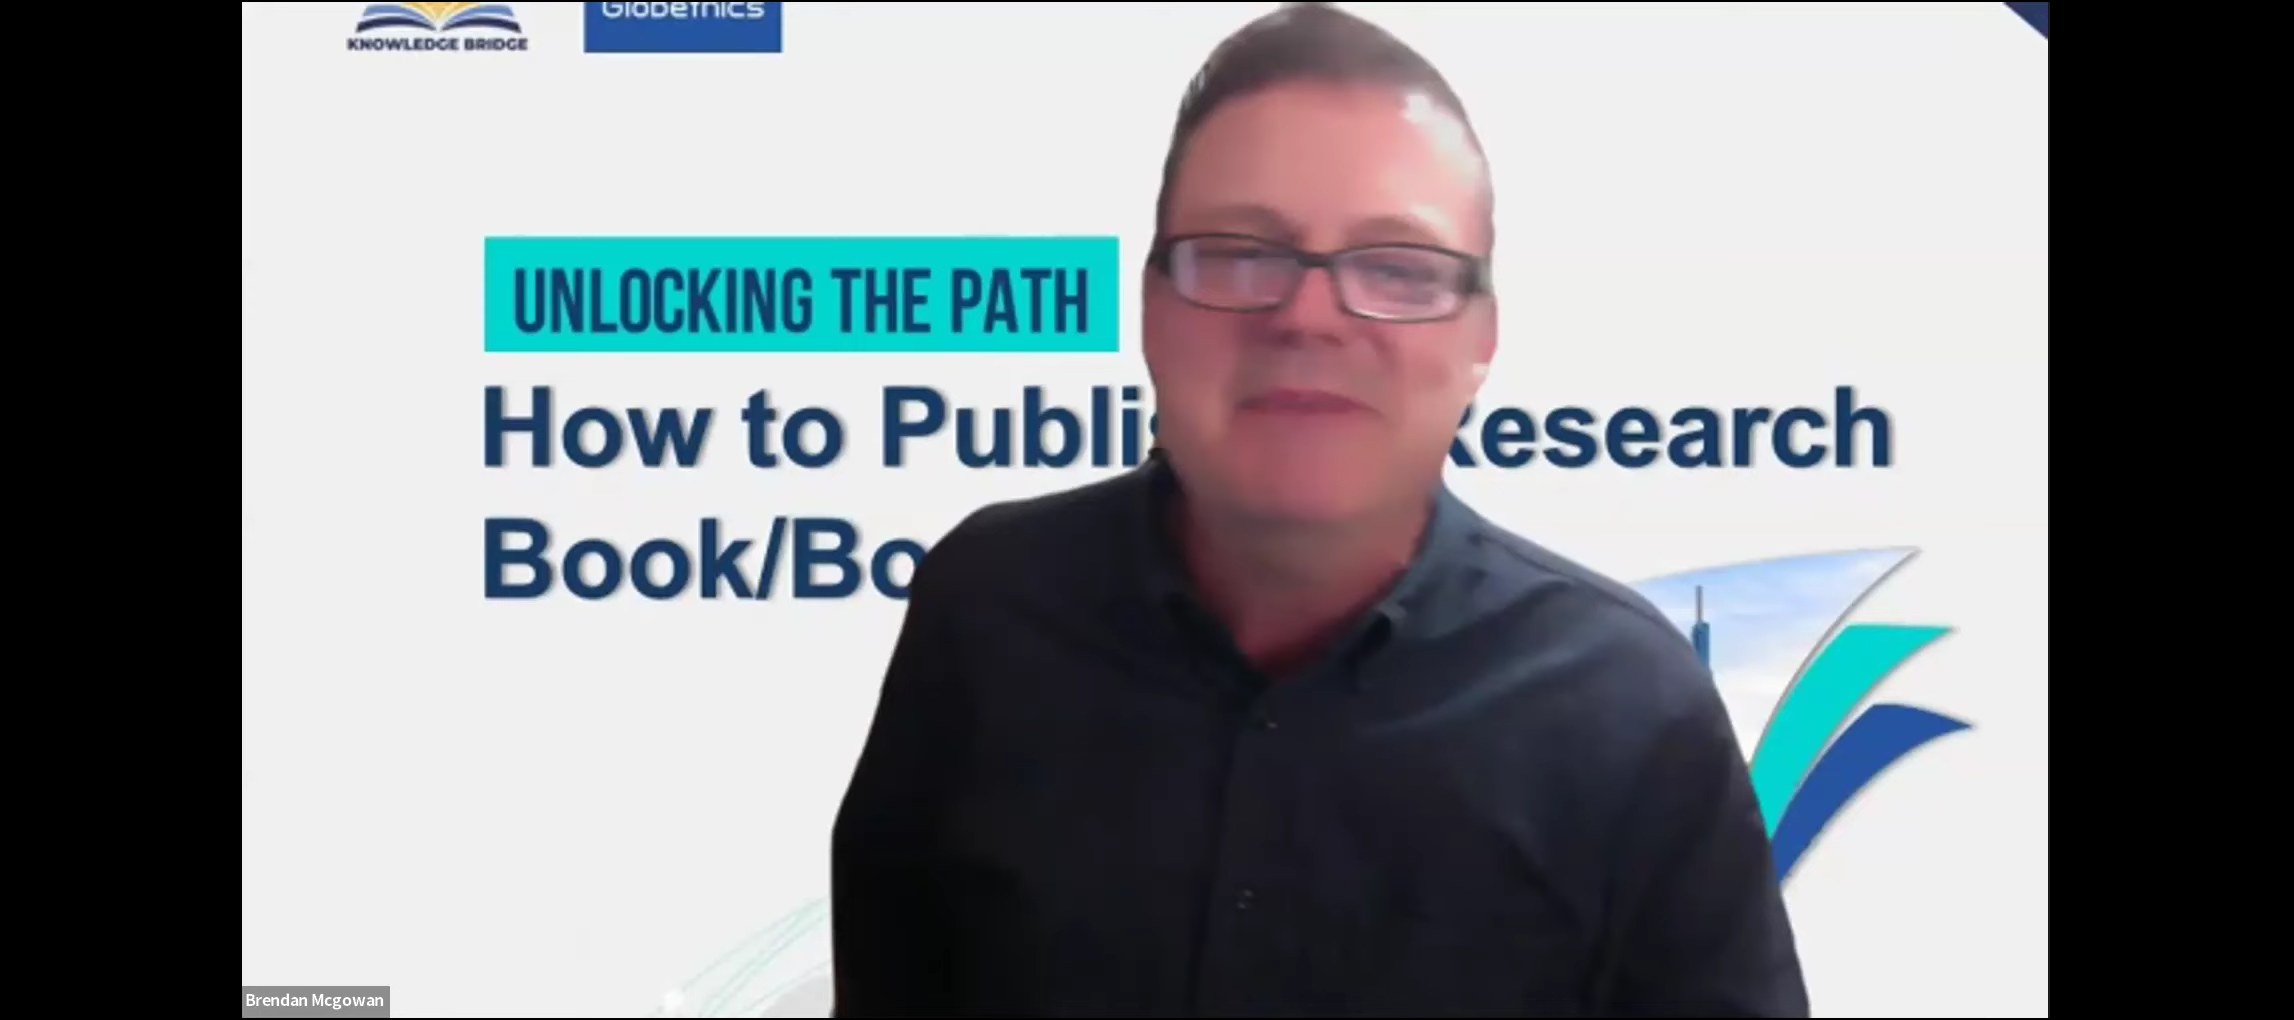 KNOWLEDGE BRIDGE
Globethics
UNLOCKING THE PATH
How to Publis esearch
Book/Bo
Brendan Mcgowan